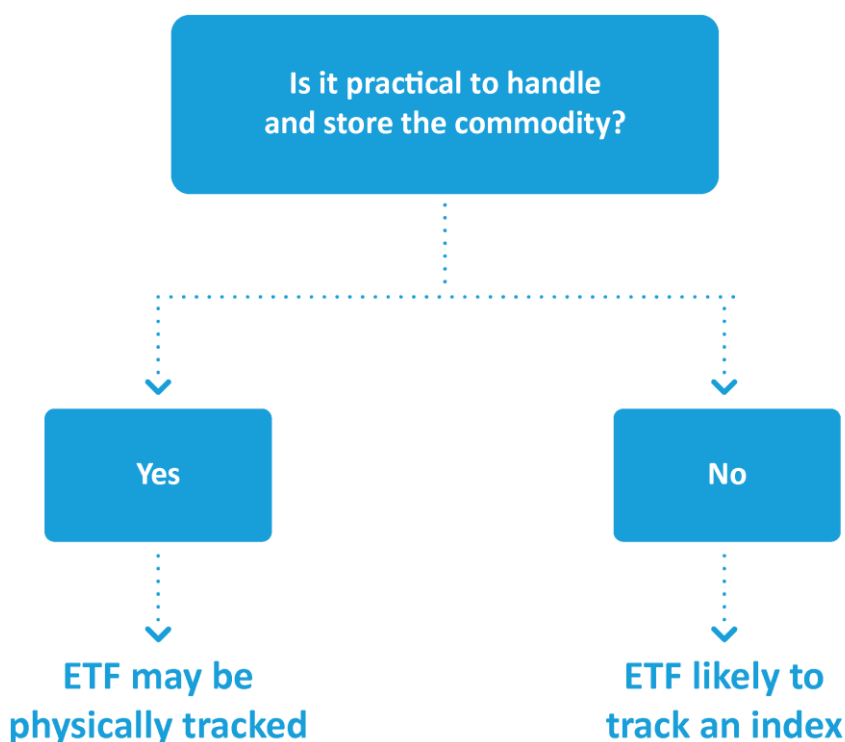 Is it practical to handle
and store the commodity?
Yes
No
ETF may be
physically tracked
ETF likely to
track an index